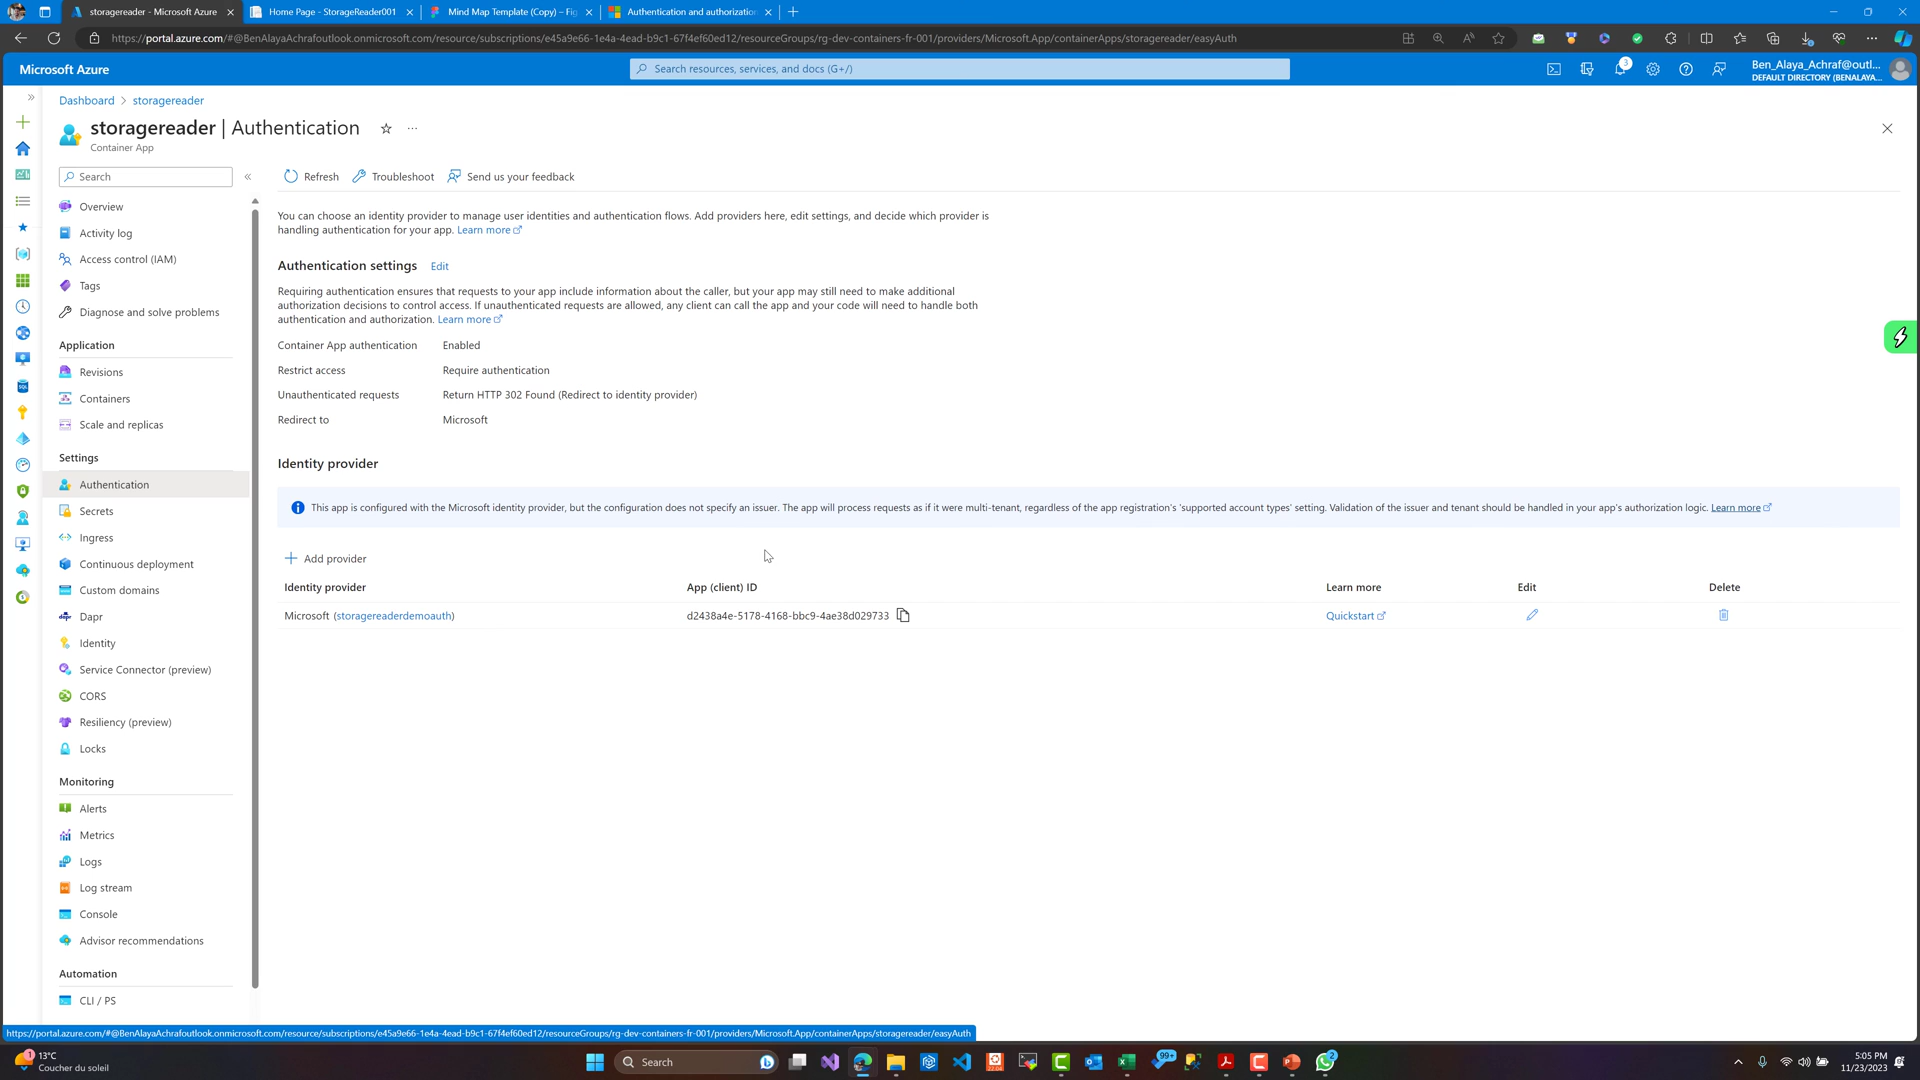 storagereader - Microsoft Azure
Home Page - StorageReader001
Mind Map Template (Copy) – Fig
Authentication and authorization
https://portal.azure.com/#@BenAlayaAchrafoutlook.onmicrosoft.com/resource/subscriptions/e45a9e66-1e4a-4ead-b9c1-67f4ef60ed12/resourceGroups/rg-dev-containers-fr-001/providers/Microsoft.App/containerApps/storagereader/easyAuth
Microsoft Azure
Search resources, services, and docs (G+/)
3
Ben_Alaya_Achraf@outl...
DEFAULT DIRECTORY (BENALAYA...
Dashboard > storagereader
storagereader | Authentication
Container App
Search
Refresh
Troubleshoot
Send us your feedback
Overview
Activity log
Access control (IAM)
Tags
Diagnose and solve problems
Application
Revisions
Containers
Scale and replicas
Settings
Authentication
Secrets
Ingress
Continuous deployment
Custom domains
Dapr
Identity
Service Connector (preview)
CORS
Resiliency (preview)
Locks
Monitoring
Alerts
Metrics
Logs
Log stream
Console
Advisor recommendations
Automation
CLI / PS
You can choose an identity provider to manage user identities and authentication flows. Add providers here, edit settings, and decide which provider is
handling authentication for your app. Learn more
Authentication settings Edit
Requiring authentication ensures that requests to your app include information about the caller, but your app may still need to make additional
authorization decisions to control access. If unauthenticated requests are allowed, any client can call the app and your code will need to handle both
authentication and authorization. Learn more
Container App authentication Enabled
Restrict access Require authentication
Unauthenticated requests Return HTTP 302 Found (Redirect to identity provider)
Redirect to Microsoft
Identity provider
This app is configured with the Microsoft identity provider, but the configuration does not specify an issuer. The app will process requests as if it were multi-tenant, regardless of the app registration's 'supported account types' setting. Validation of the issuer and tenant should be handled in your app's authorization logic. Learn more
Add provider
Identity provider App (client) ID Learn more Edit Delete
Microsoft (storagereaderdemoauth) d2438a4e-5178-4168-bbc9-4ae38d029733 Quickstart
https://portal.azure.com/#@BenAlayaAchrafoutlook.onmicrosoft.com/resource/subscriptions/e45a9e66-1e4a-4ead-b9c1-67f4ef60ed12/resourceGroups/rg-dev-containers-fr-001/providers/Microsoft.App/containerApps/storagereader/easyAuth
1
13°C
Coucher du soleil
Search
99+
2
5:05 PM
11/23/2023